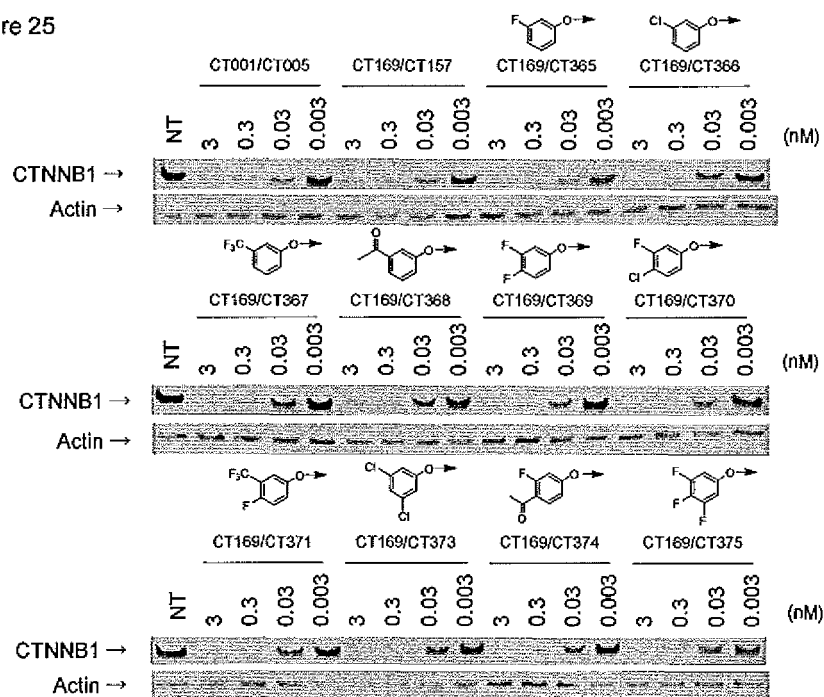 re 25
CT001/CT005 CT169/CT157 CT169/CT365 CT169/CT366
F O Cl O
NT 3 0.3 0.03 0.003 3 0.3 0.03 0.003 3 0.3 0.03 0.003 3 0.3 0.03 0.003 (nM)
CTNNB1 →
Actin →
F₃C O O O F F O F Cl O
CT169/CT367 CT169/CT368 CT169/CT369 CT169/CT370
NT 3 0.3 0.03 0.003 3 0.3 0.03 0.003 3 0.3 0.03 0.003 3 0.3 0.03 0.003 (nM)
CTNNB1 →
Actin →
F₃C F O Cl Cl O F O O F F F O
CT169/CT371 CT169/CT373 CT169/CT374 CT169/CT375
NT 3 0.3 0.03 0.003 3 0.3 0.03 0.003 3 0.3 0.03 0.003 3 0.3 0.03 0.003 (nM)
CTNNB1 →
Actin →